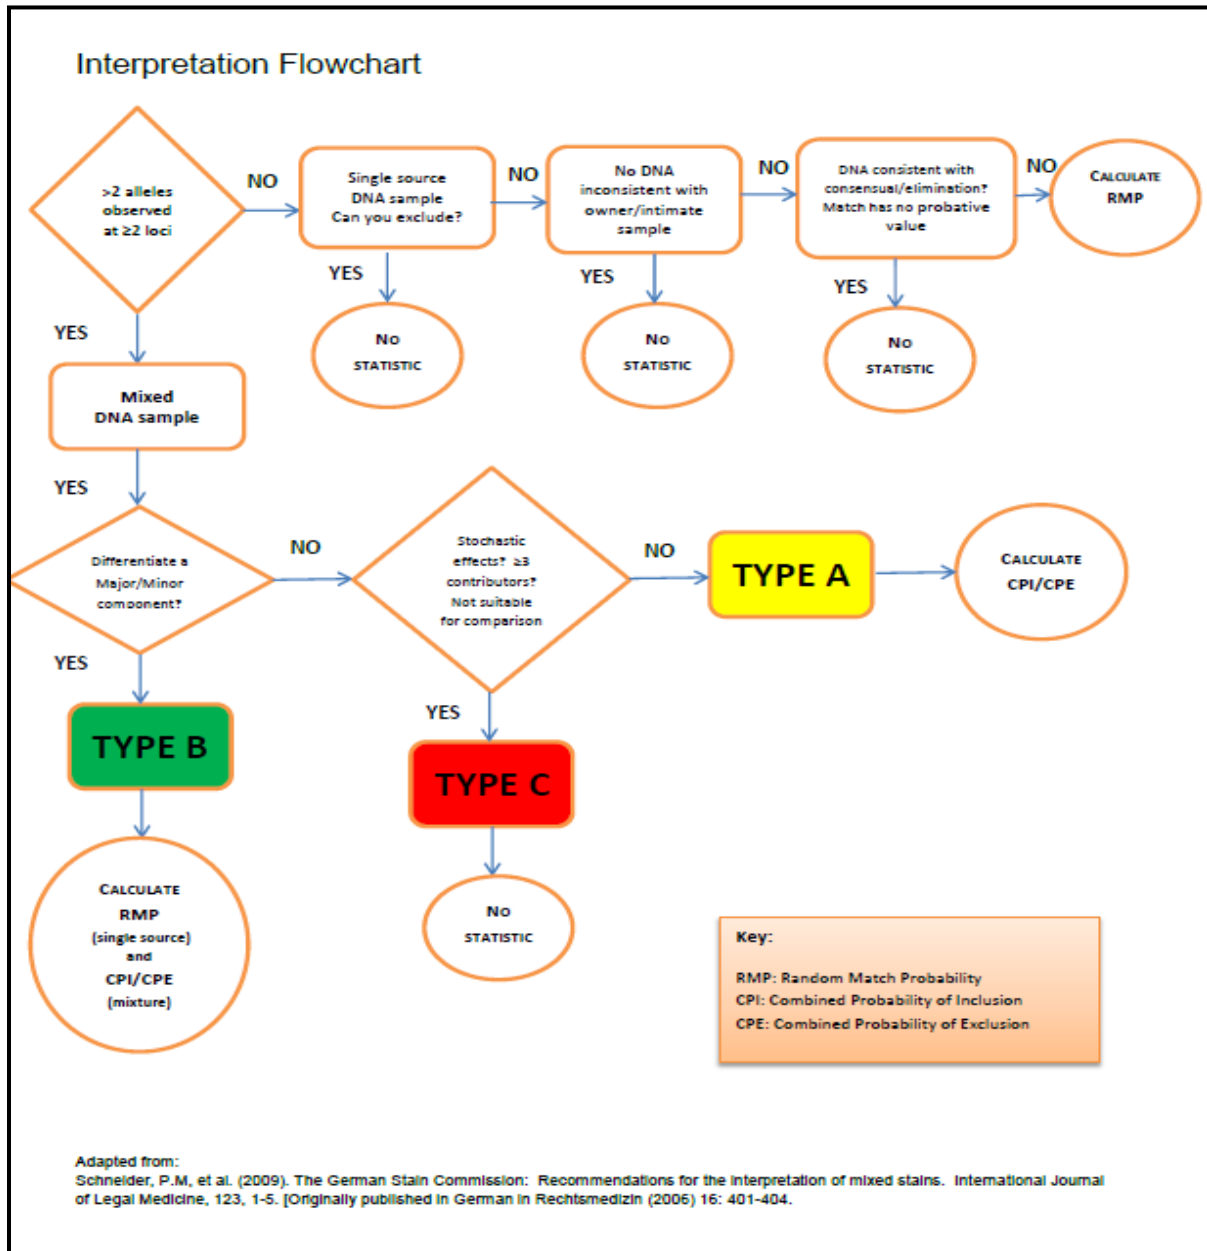 Interpretation Flowchart
>2 alleles
observed
at ≥2 loci
NO
Single source
DNA sample
Can you exclude?
NO
No DNA
inconsistent with
owner/intimate
sample
NO
DNA consistent with
consensual/elimination?
Match has no probative
value
NO
CALCULATE
RMP
YES
YES
YES
YES
NO
STATISTIC
NO
STATISTIC
NO
STATISTIC
Mixed
DNA sample
YES
Differentiate a
Major/Minor
component?
NO
Stochastic
effects? ≥3
contributors?
Not suitable
for comparison
NO
TYPE A
CALCULATE
CPI/CPE
YES
TYPE B
YES
TYPE C
CALCULATE
RMP
(single source)
and
CPI/CPE
(mixture)
NO
STATISTIC
Key:
RMP: Random Match Probability
CPI: Combined Probability of Inclusion
CPE: Combined Probability of Exclusion
Adapted from:
Schneider, P.M, et al. (2009). The German Stain Commission: Recommendations for the interpretation of mixed stains. International Journal
of Legal Medicine, 123, 1-5. [Originally published in German in Rechtsmedizin (2006) 16: 401-404.